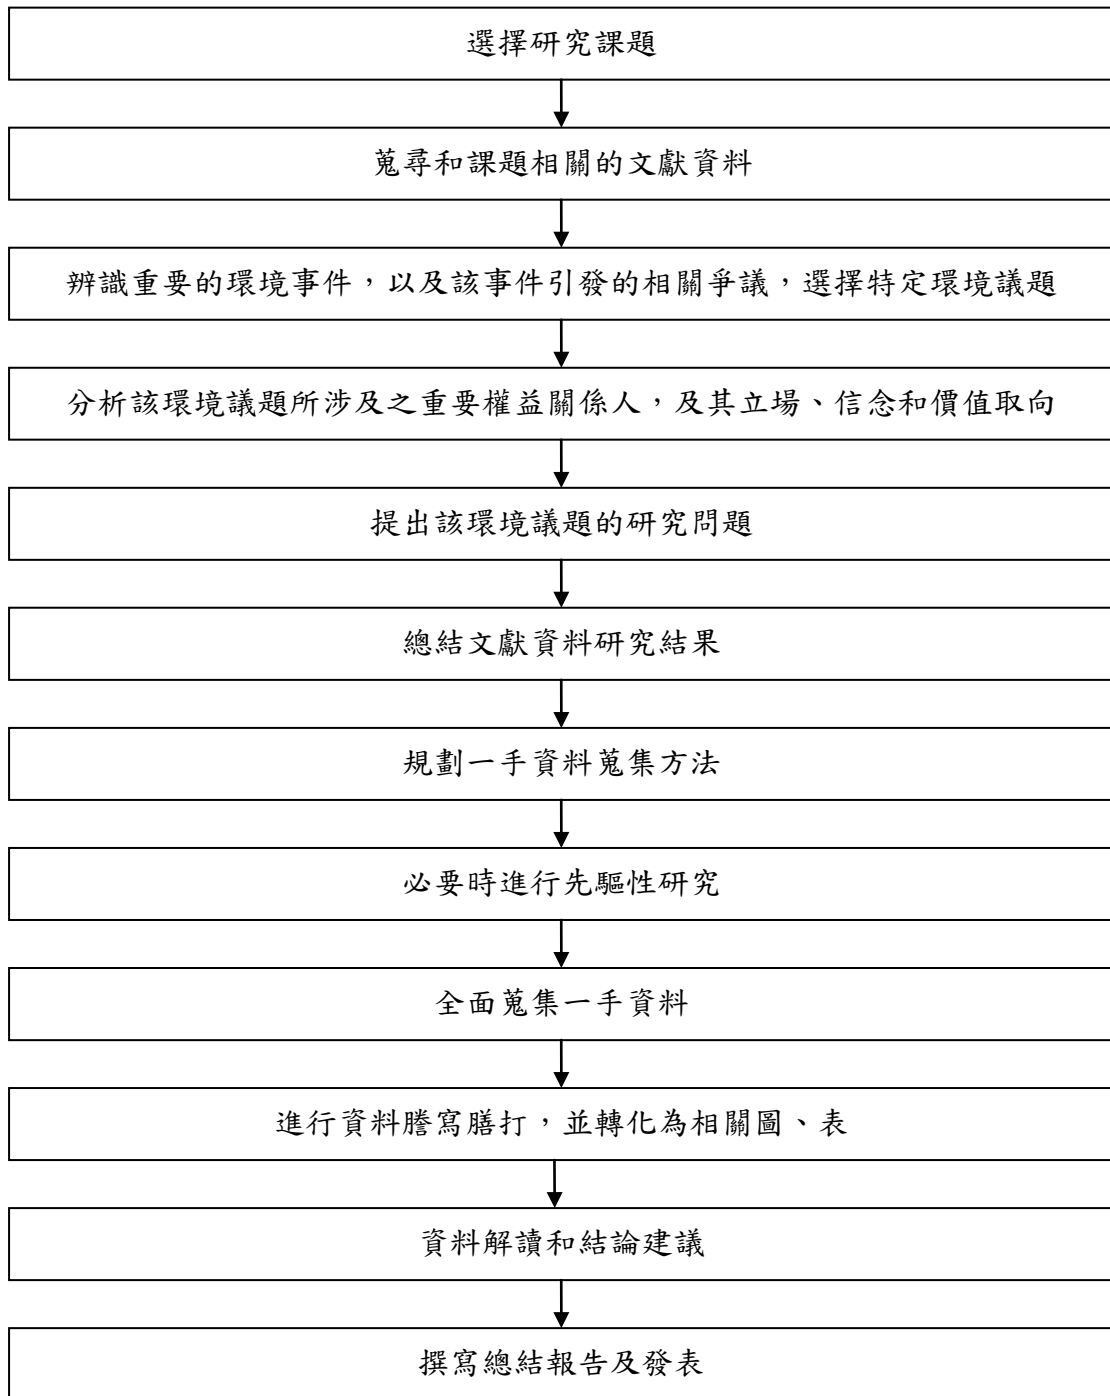 選擇研究課題
蒐尋和課題相關的文獻資料
辨識重要的環境事件，以及該事件引發的相關爭議，選擇特定環境議題
分析該環境議題所涉及之重要權益關係人，及其立場、信念和價值取向
提出該環境議題的研究問題
總結文獻資料研究結果
規劃一手資料蒐集方法
必要時進行先驅性研究
全面蒐集一手資料
進行資料謄寫膳打，並轉化為相關圖、表
資料解讀和結論建議
撰寫總結報告及發表